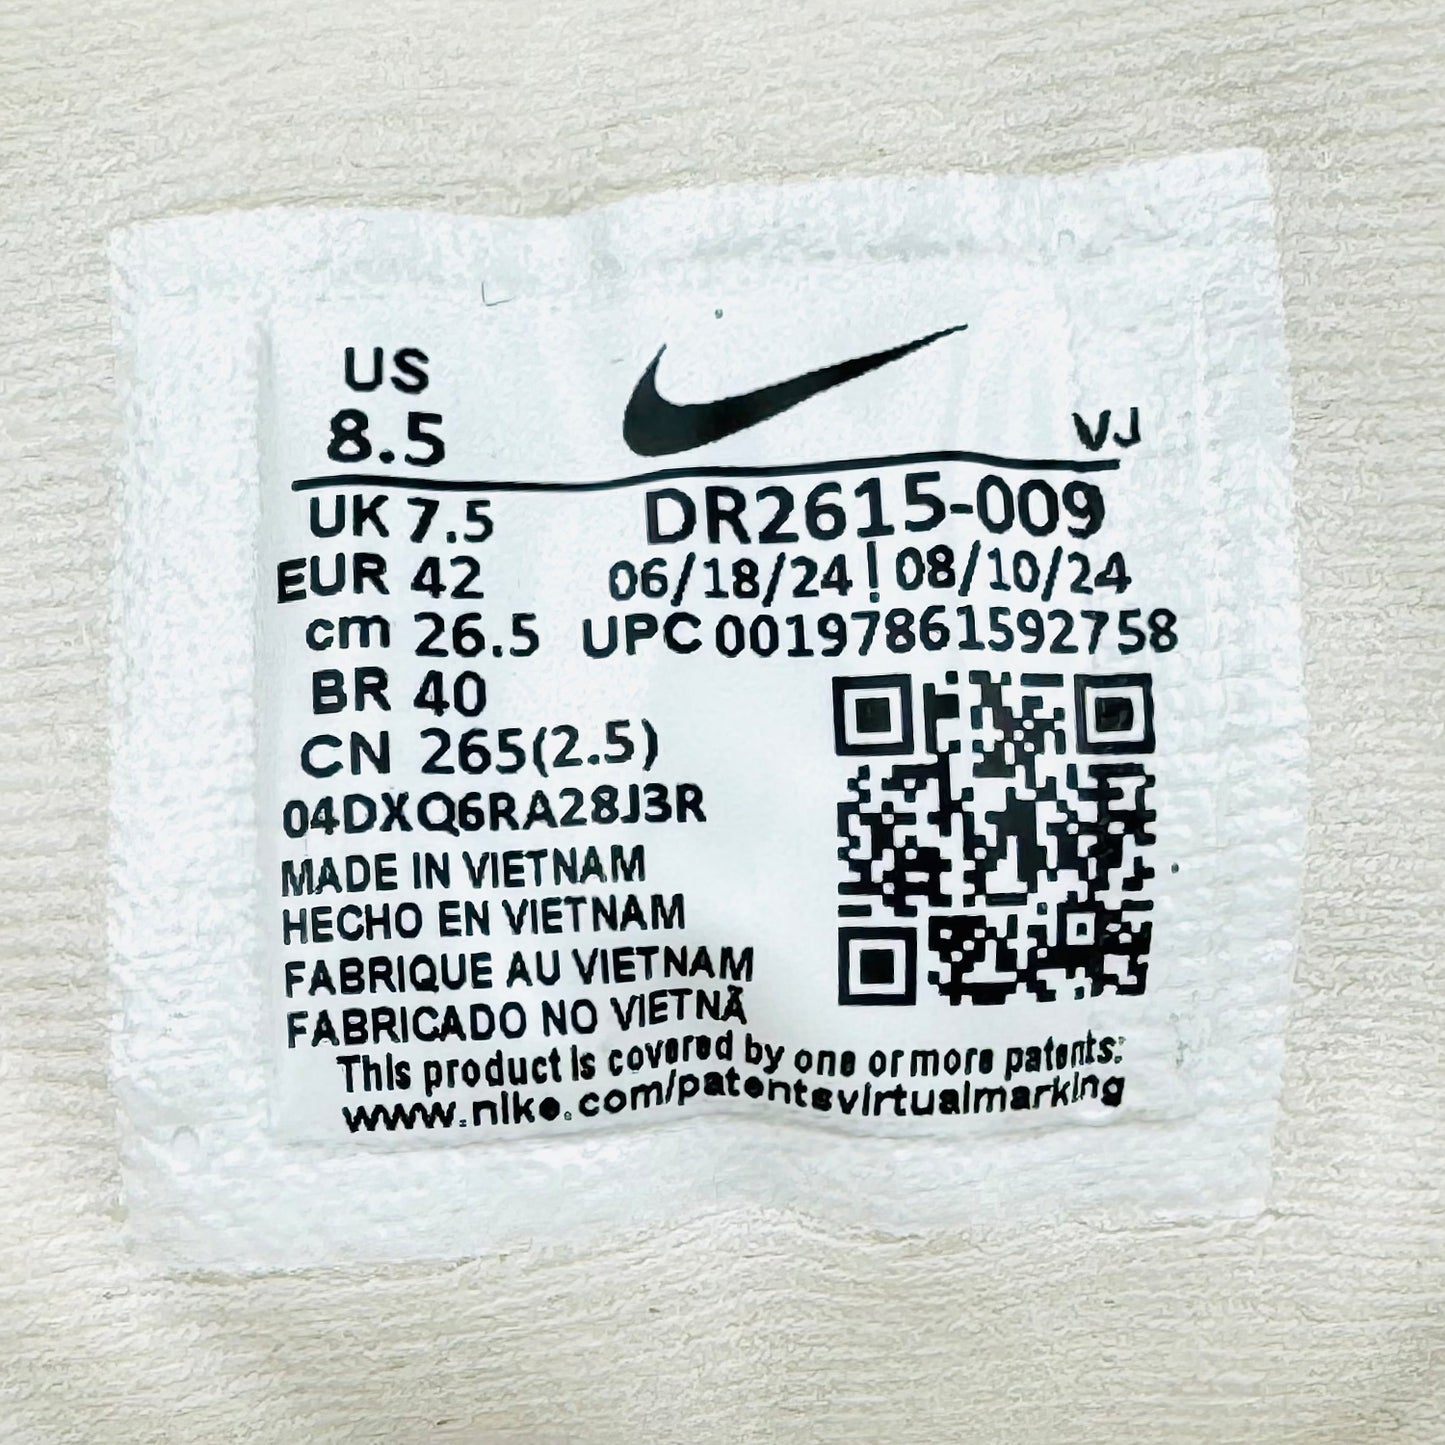 US
8.5
VJ
UK 7.5
DR2615-009
EUR 42
06/18/24 | 08/10/24
cm 26.5
UPC 00197861592758
BR 40
CN 265(2.5)
04DXQ6RA28J3R
MADE IN VIETNAM
HECHO EN VIETNAM
FABRIQUE AU VIETNAM
FABRICADO NO VIETNÃ
This product is covered by one or more patents:
www.nike.com/patentsvirtualmarking